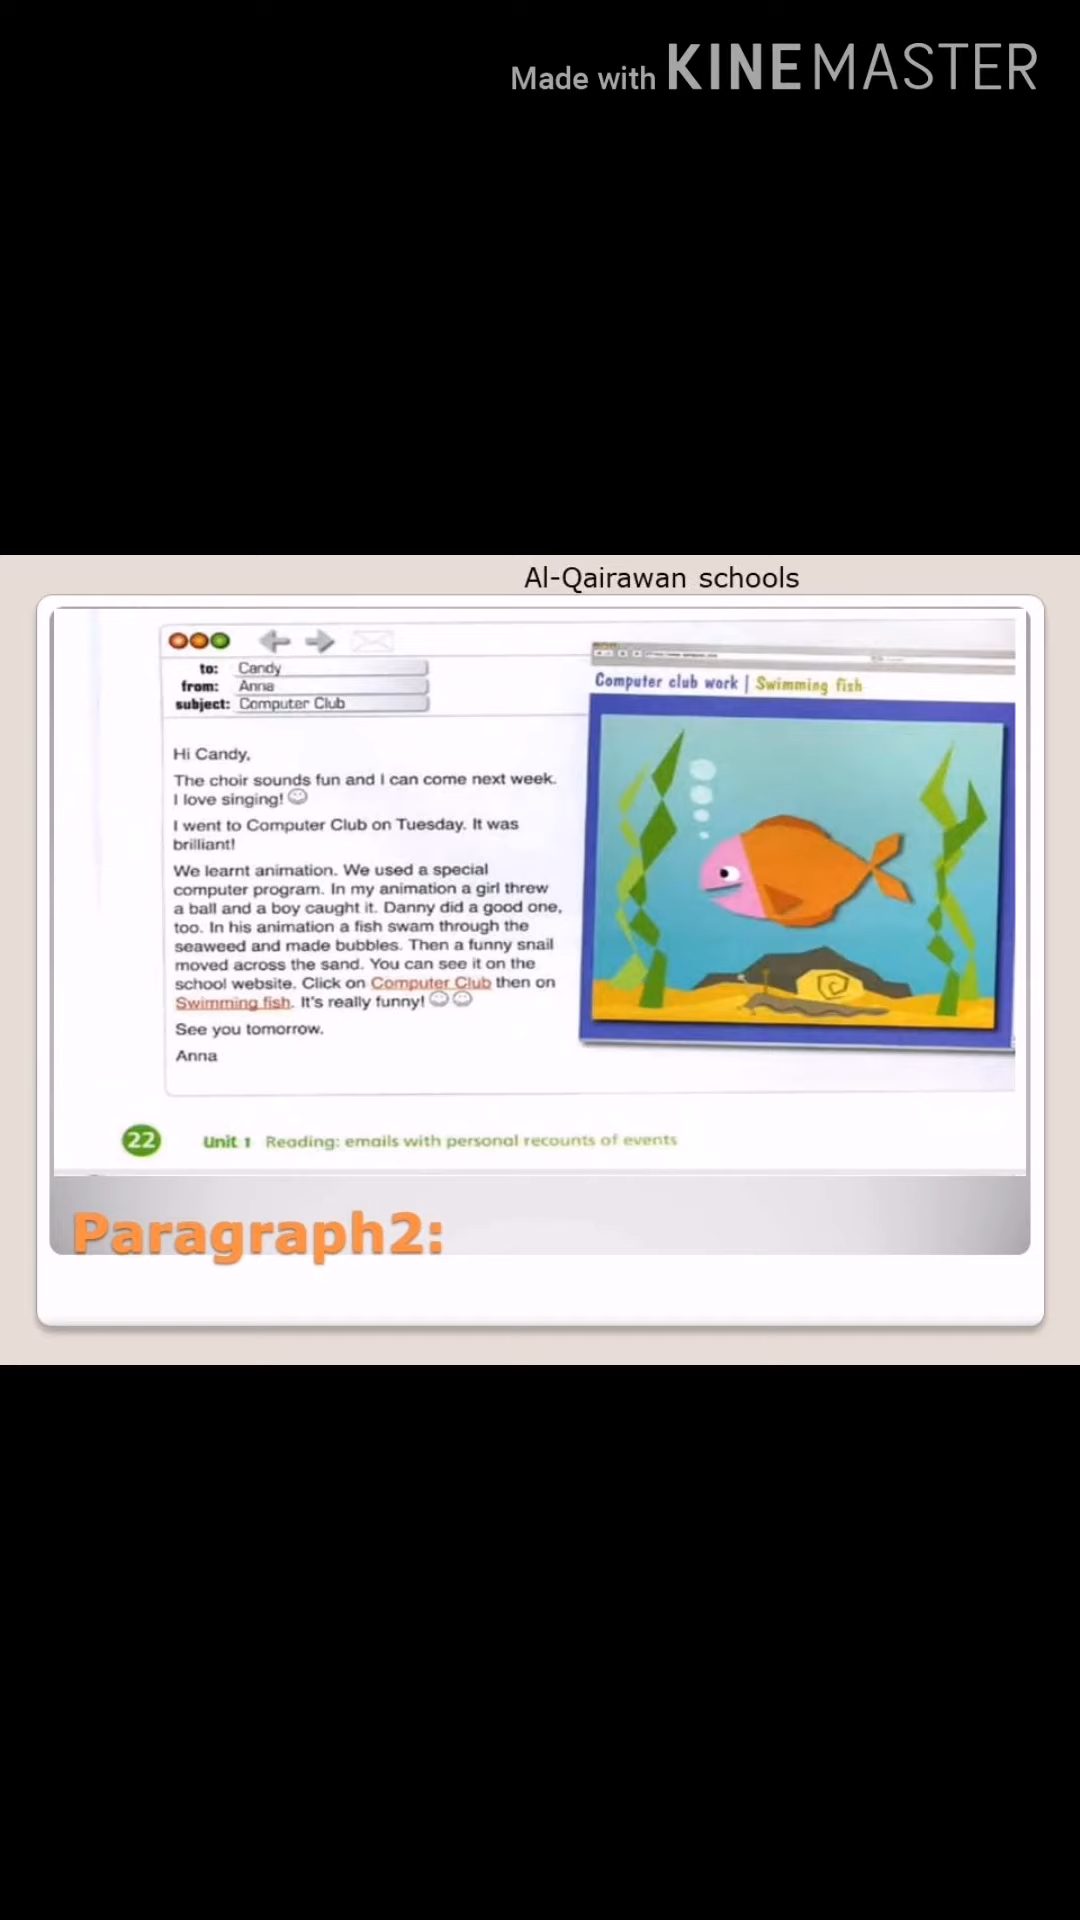 Made with KINEMASTER
Al-Qairawan schools
to: Candy
from: Anna
subject: Computer Club
Hi Candy,
The choir sounds fun and I can come next week.
I love singing!
I went to Computer Club on Tuesday. It was
brilliant!
We learnt animation. We used a special
computer program. In my animation a girl threw
a ball and a boy caught it. Danny did a good one,
too. In his animation a fish swam through the
seaweed and made bubbles. Then a funny snail
moved across the sand. You can see it on the
school website. Click on Computer Club then on
Swimming fish. It's really funny!
See you tomorrow.
Anna
Computer club work | Swimming fish
22 Unit 1 Reading: emails with personal recounts of events
Paragraph2: